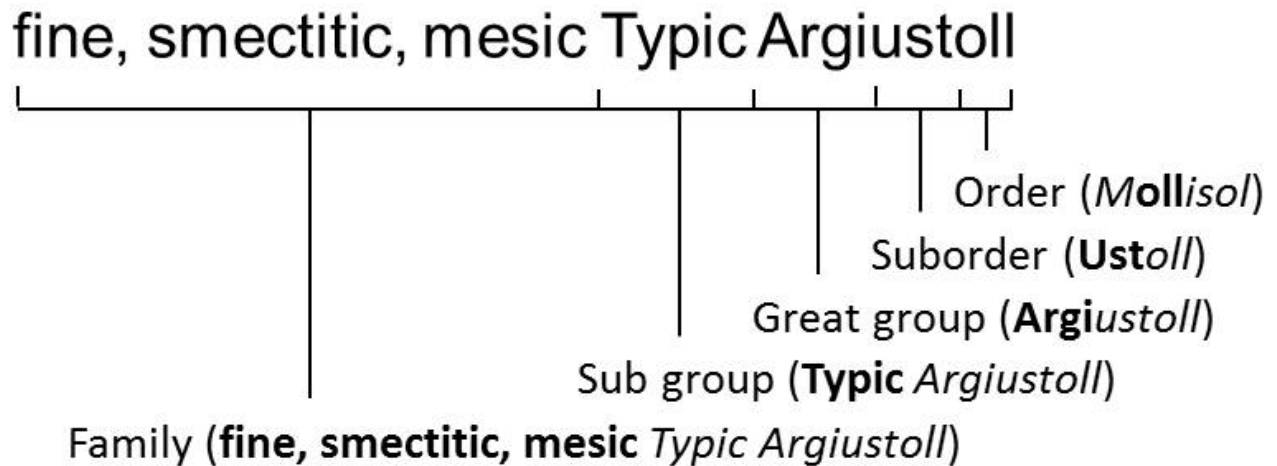 fine, smectitic, mesic Typic Argiustoll
Order (Mollisol)
Suborder (Ustoll)
Great group (Argiustoll)
Sub group (Typic Argiustoll)
Family (fine, smectitic, mesic Typic Argiustoll)